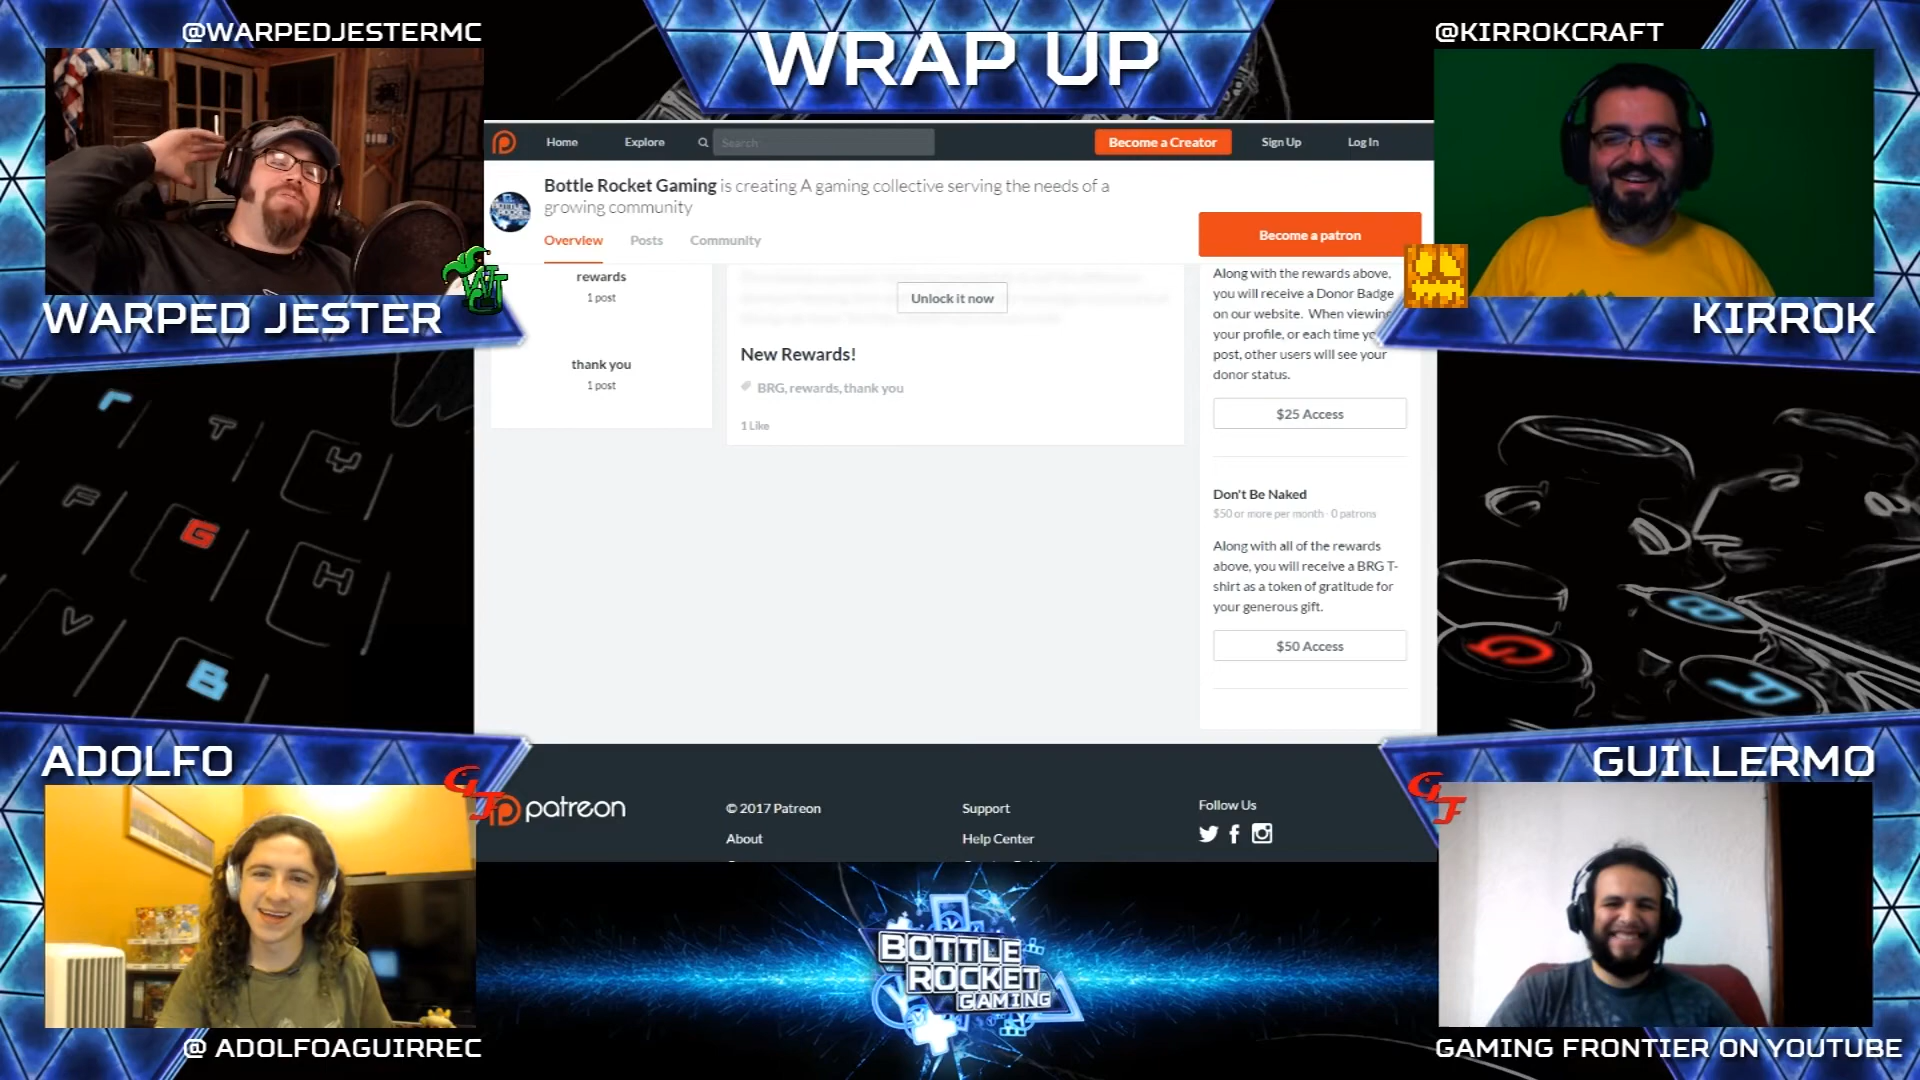 @WARPEDJESTERMC
WRAP UP
@KIRROKCRAFT
Home
Explore
Search
Become a Creator
Sign Up
Log In
Bottle Rocket Gaming is creating A gaming collective serving the needs of a
growing community
Overview
Posts
Community
Become a patron
WARPED JESTER
KIRROK
rewards
1 post
thank you
1 post
Unlock it now
New Rewards!
BRG, rewards, thank you
1 Like
Along with the rewards above,
you will receive a Donor Badge
on our website. When viewing
your profile, or each time
post, other users will see your
donor status.
$25 Access
Don't Be Naked
$50 or more per month · 0 patrons
Along with all of the rewards
above, you will receive a BRG T-
shirt as a token of gratitude for
your generous gift.
$50 Access
T
Y
F
G
H
V
B
G
B
R
ADOLFO
GUILLERMO
patreon
© 2017 Patreon
About
Support
Help Center
Follow Us
BOTTLE
ROCKET
GAMING
@ ADOLFOAGUIRREC
GAMING FRONTIER ON YOUTUBE